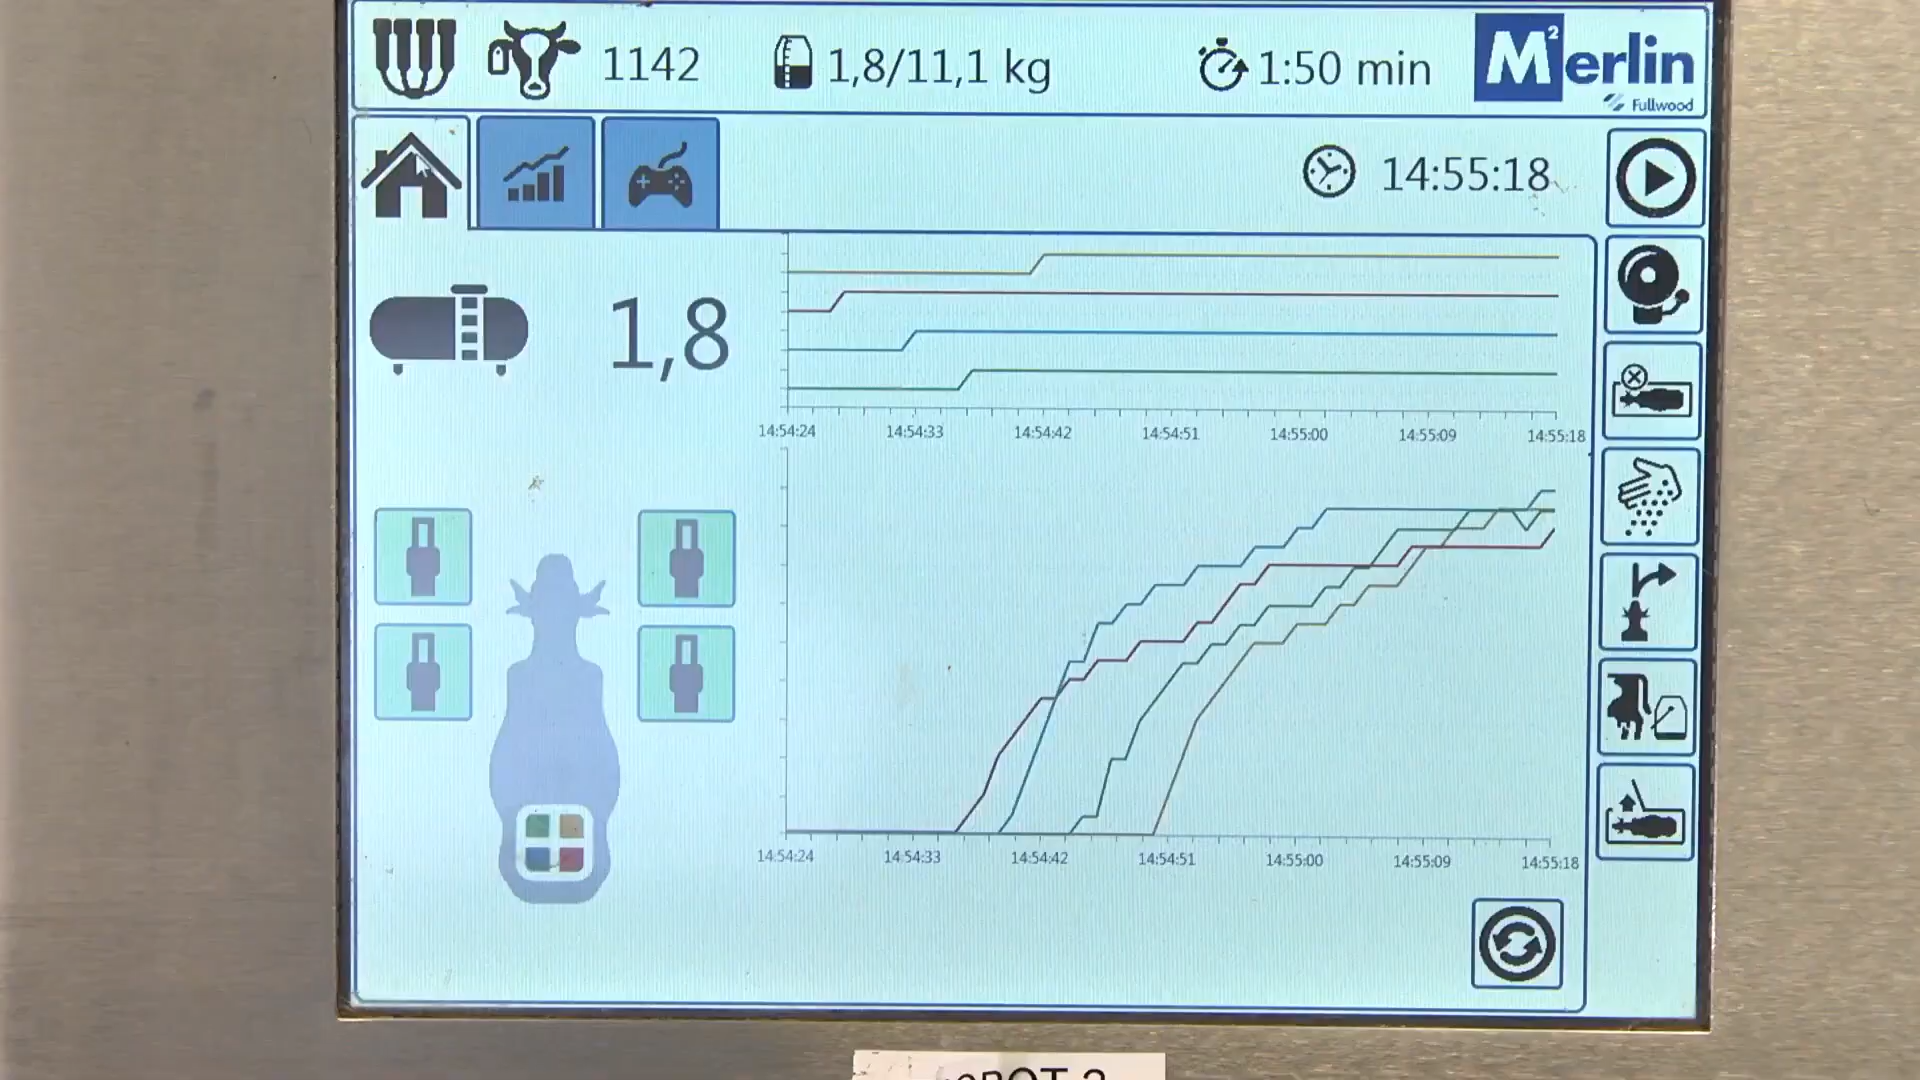 1142
1,8/11,1 kg
1:50 min
M²erlin
Fullwood
14:55:18
1,8
14:54:24 14:54:33 14:54:42 14:54:51 14:55:00 14:55:09 14:55:18
14:54:24 14:54:33 14:54:42 14:54:51 14:55:00 14:55:09 14:55:18